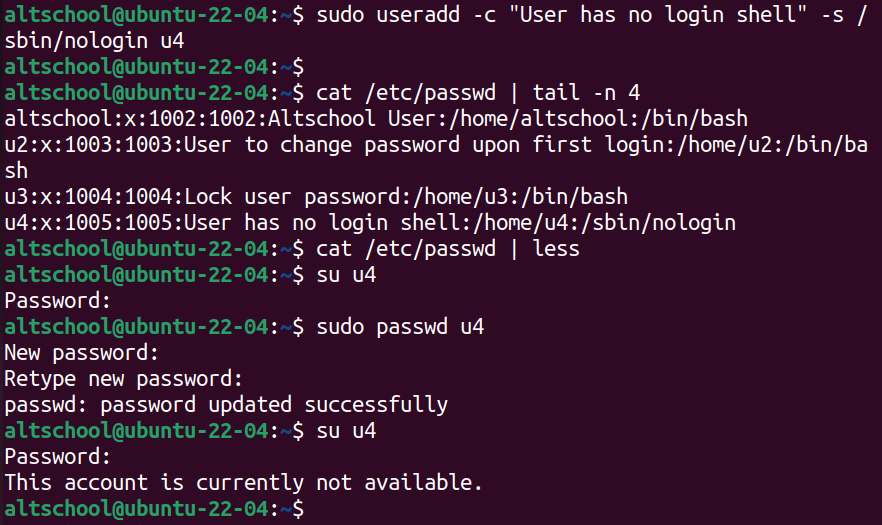 altschool@ubuntu-22-04:~$ sudo useradd -c "User has no login shell" -s /
sbin/nologin u4
altschool@ubuntu-22-04:~$
altschool@ubuntu-22-04:~$ cat /etc/passwd | tail -n 4
altschool:x:1002:1002:Altschool User:/home/altschool:/bin/bash
u2:x:1003:1003:User to change password upon first login:/home/u2:/bin/ba
sh
u3:x:1004:1004:Lock user password:/home/u3:/bin/bash
u4:x:1005:1005:User has no login shell:/home/u4:/sbin/nologin
altschool@ubuntu-22-04:~$ cat /etc/passwd | less
altschool@ubuntu-22-04:~$ su u4
Password:
altschool@ubuntu-22-04:~$ sudo passwd u4
New password:
Retype new password:
passwd: password updated successfully
altschool@ubuntu-22-04:~$ su u4
Password:
This account is currently not available.
altschool@ubuntu-22-04:~$